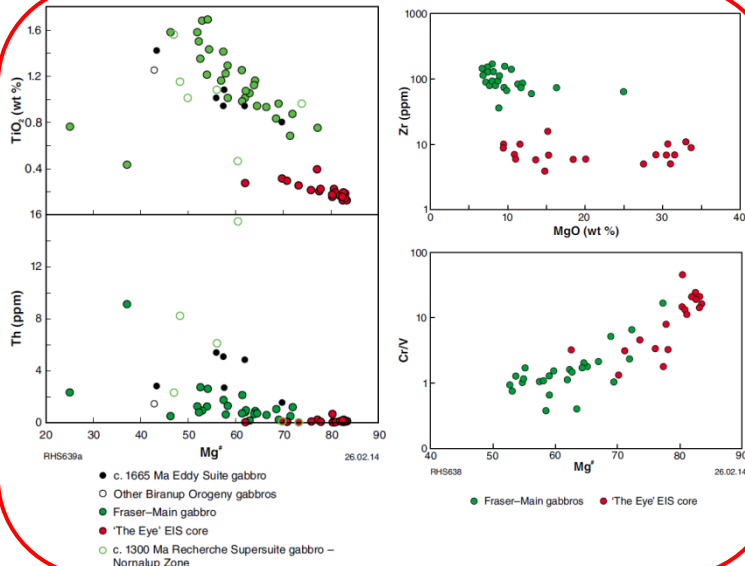 1.6
1.2
0.8
0.4
TiO₂ (wt %)
16
12
8
4
0
Th (ppm)
20 30 40 50 60 70 80 90
Mg#
RHS639a
26.02.14
c. 1665 Ma Eddy Suite gabbro
Other Biranup Orogeny gabbros
Fraser–Main gabbro
'The Eye' EIS core
c. 1300 Ma Recherche Supersuite gabbro –
Nornalup Zone
1000
100
10
1
Zr (ppm)
0 10 20 30 40
MgO (wt %)
100
10
1
0
Cr/V
40 50 60 70 80 90
Mg#
RHS638
26.02.14
Fraser–Main gabbros 'The Eye' EIS core